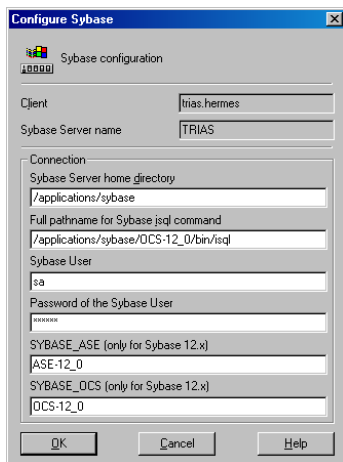 Configure Sybase
Sybase configuration
Client
trias.hermes
Sybase Server name
TRIAS
Connection
Sybase Server home directory
/applications/sybase
Full pathname for Sybase isql command
/applications/sybase/OCS-12_0/bin/isql
Sybase User
sa
Password of the Sybase User
******
SYBASE_ASE (only for Sybase 12.x)
ASE-12_0
SYBASE_OCS (only for Sybase 12.x)
OCS-12_0
OK Cancel Help